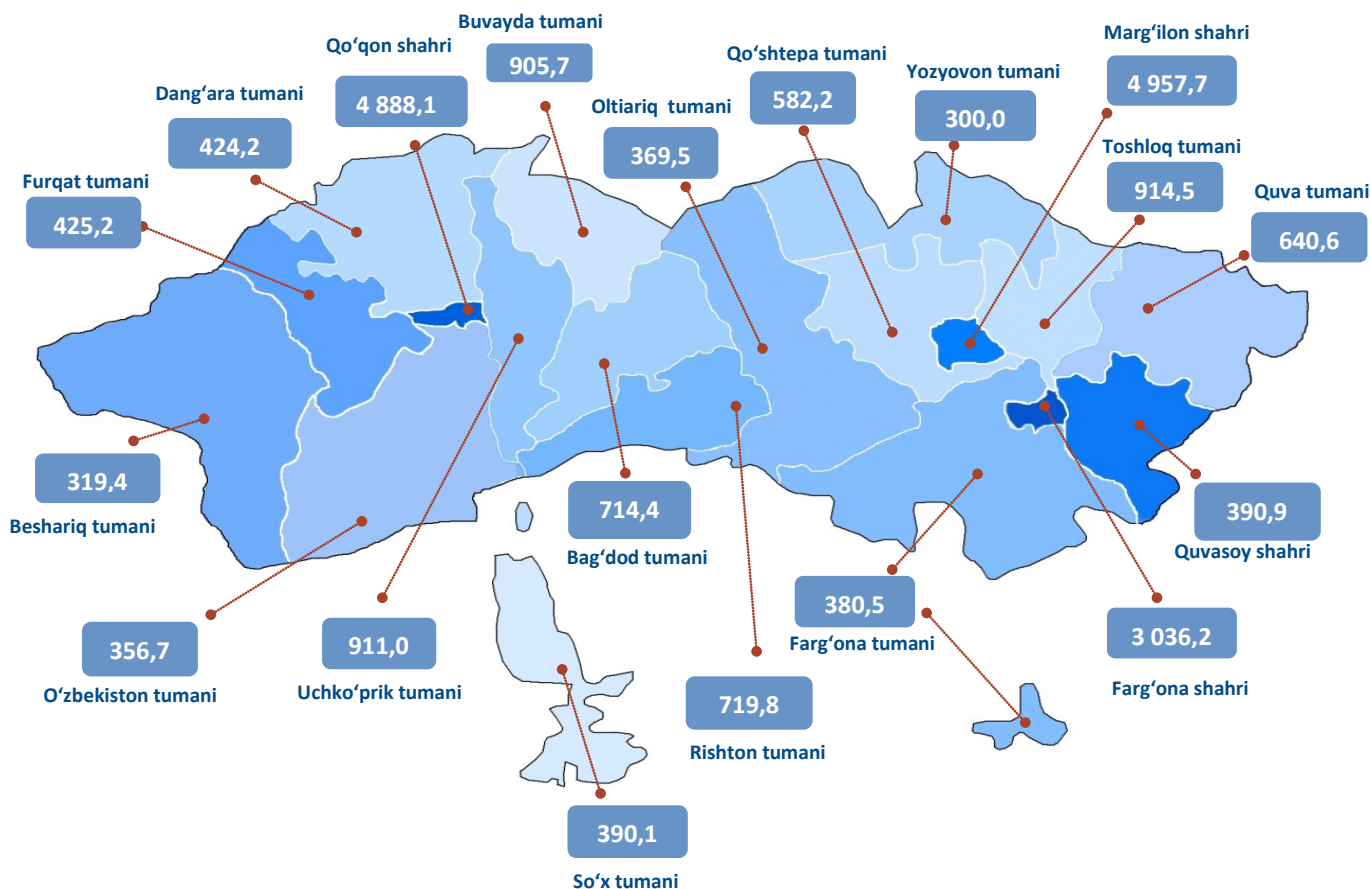 Buvayda tumani
905,7
Qo‘qon shahri
4 888,1
Dang‘ara tumani
424,2
Furqat tumani
425,2
Oltiariq tumani
369,5
Qo‘shtepa tumani
582,2
Yozyovon tumani
300,0
Marg‘ilon shahri
4 957,7
Toshloq tumani
914,5
Quva tumani
640,6
319,4
Beshariq tumani
714,4
Bag‘dod tumani
390,9
Quvasoy shahri
356,7
O‘zbekiston tumani
911,0
Uchko‘prik tumani
380,5
Farg‘ona tumani
3 036,2
Farg‘ona shahri
719,8
Rishton tumani
390,1
So‘x tumani